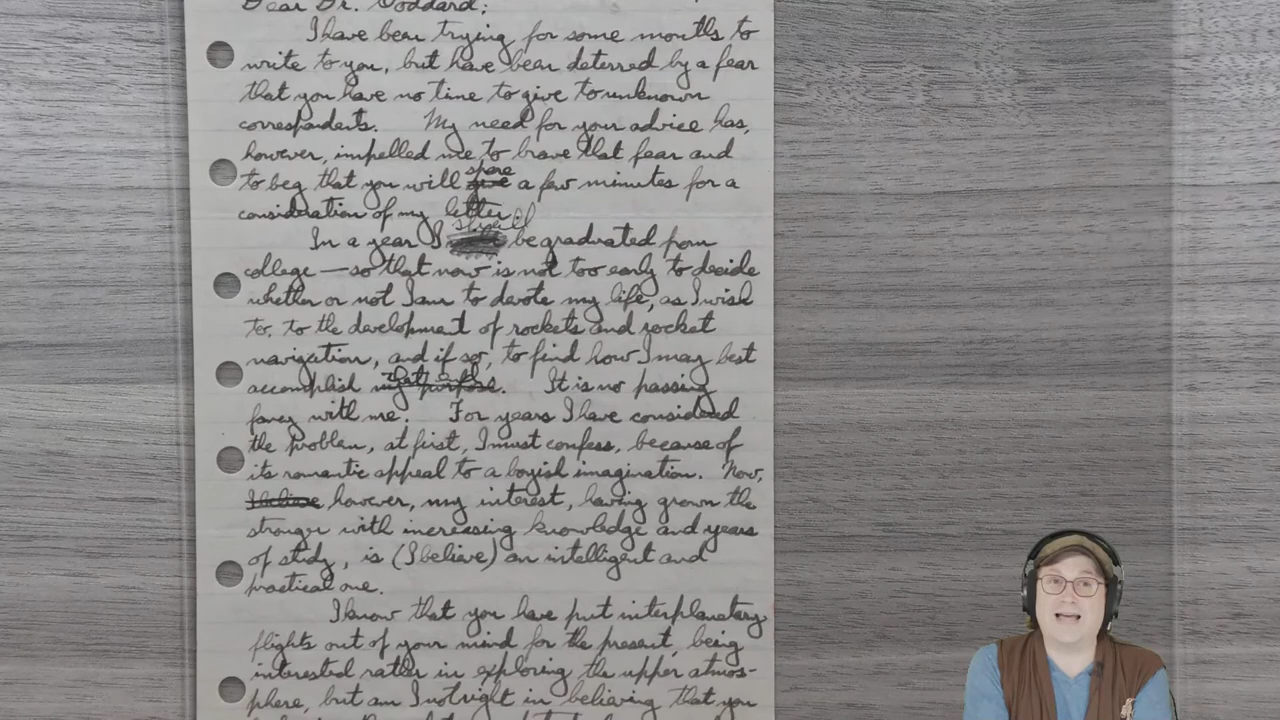 Dear Dr. Goddard;
I have been trying for some months to
write to you, but have been deterred by a fear
that you have no time to give to unknown
correspondents. My need for your advice has,
however, impelled me to brave that fear and
to beg that you will give spare a few minutes for a
consideration of my letter.
In a year I should be graduated from
college — so that now is not too early to decide
whether or not I am to devote my life, as I wish
to, to the development of rockets and rocket
navigation, and if so, to find how I may best
accomplish my purpose that end. It is no passing
fancy with me. For years I have considered
the problem, at first, I must confess, because of
its romantic appeal to a boyish imagination. Now,
I believe however, my interest, having grown the
stronger with increasing knowledge and years
of study, is (I believe) an intelligent and
practical one.
I know that you have put interplanetary
flights out of your mind for the present, being
interested rather in exploring the upper atmos-
phere, but am I not right in believing that you